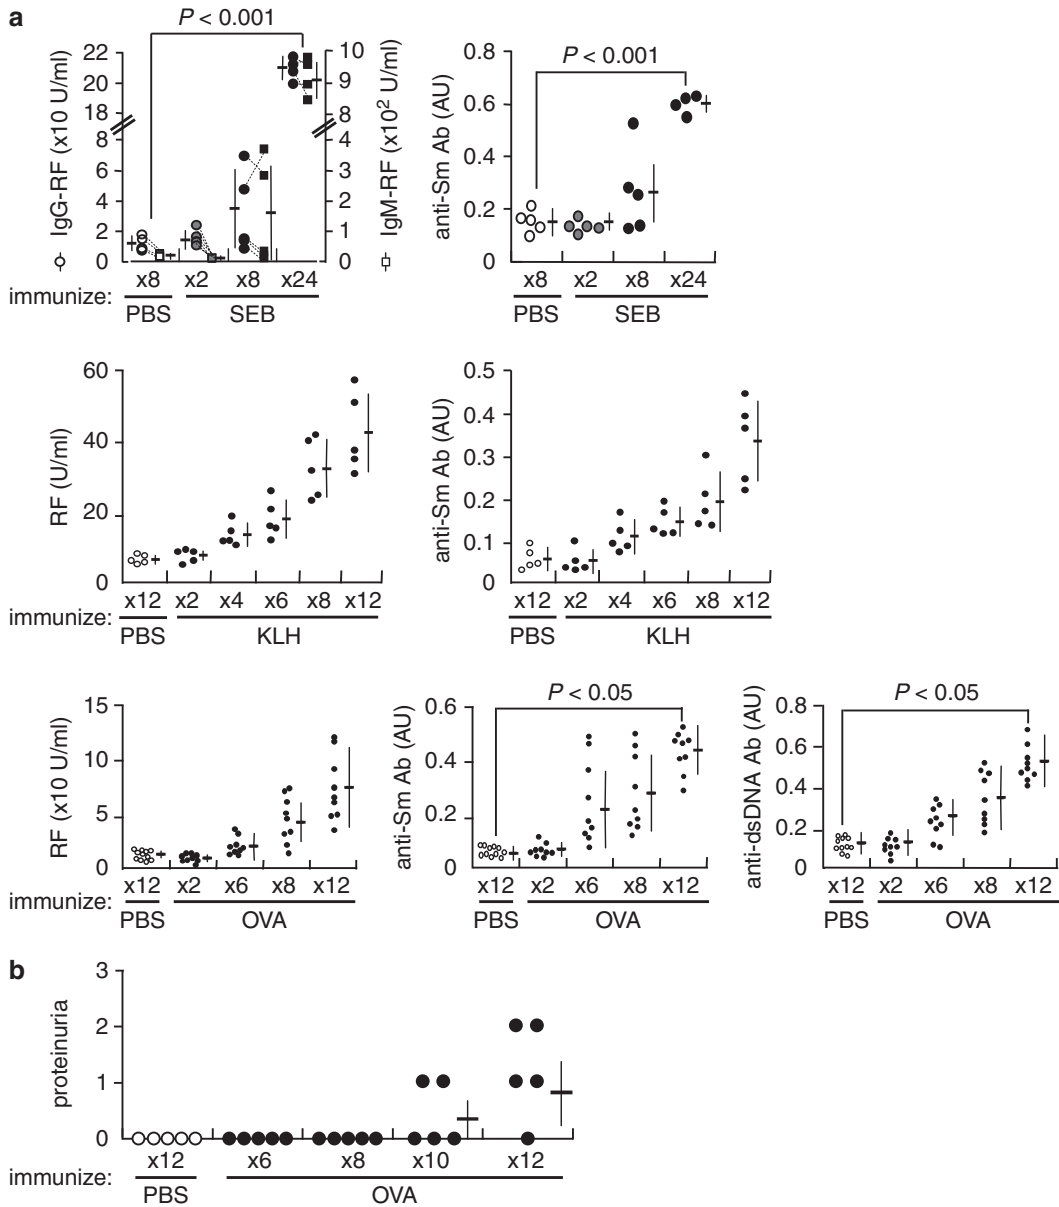 a
P < 0.001
IgG-RF (x10 U/ml)
22
20
18
8
6
4
2
0
10
9
8
4
3
2
1
0
IgM-RF (x10² U/ml)
x8 x2 x8 x24
immunize:
PBS SEB
P < 0.001
anti-Sm Ab (AU)
0.8
0.6
0.4
0.2
0
x8 x2 x8 x24
PBS SEB
RF (U/ml)
60
40
20
0
x12 x2 x4 x6 x8 x12
immunize:
PBS KLH
anti-Sm Ab (AU)
0.5
0.4
0.3
0.2
0.1
0
x12 x2 x4 x6 x8 x12
PBS KLH
RF (x10 U/ml)
15
10
5
0
x12 x2 x6 x8 x12
immunize:
PBS OVA
P < 0.05
anti-Sm Ab (AU)
0.6
0.4
0.2
0
x12 x2 x6 x8 x12
PBS OVA
P < 0.05
anti-dsDNA Ab (AU)
0.8
0.6
0.4
0.2
0
x12 x2 x6 x8 x12
PBS OVA
b
proteinuria
3
2
1
0
x12 x6 x8 x10 x12
immunize:
PBS OVA